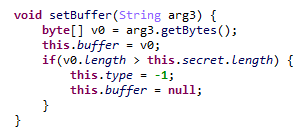 void setBuffer(String arg3) {
    byte[] v0 = arg3.getBytes();
    this.buffer = v0;
    if(v0.length > this.secret.length) {
        this.type = -1;
        this.buffer = null;
    }
}